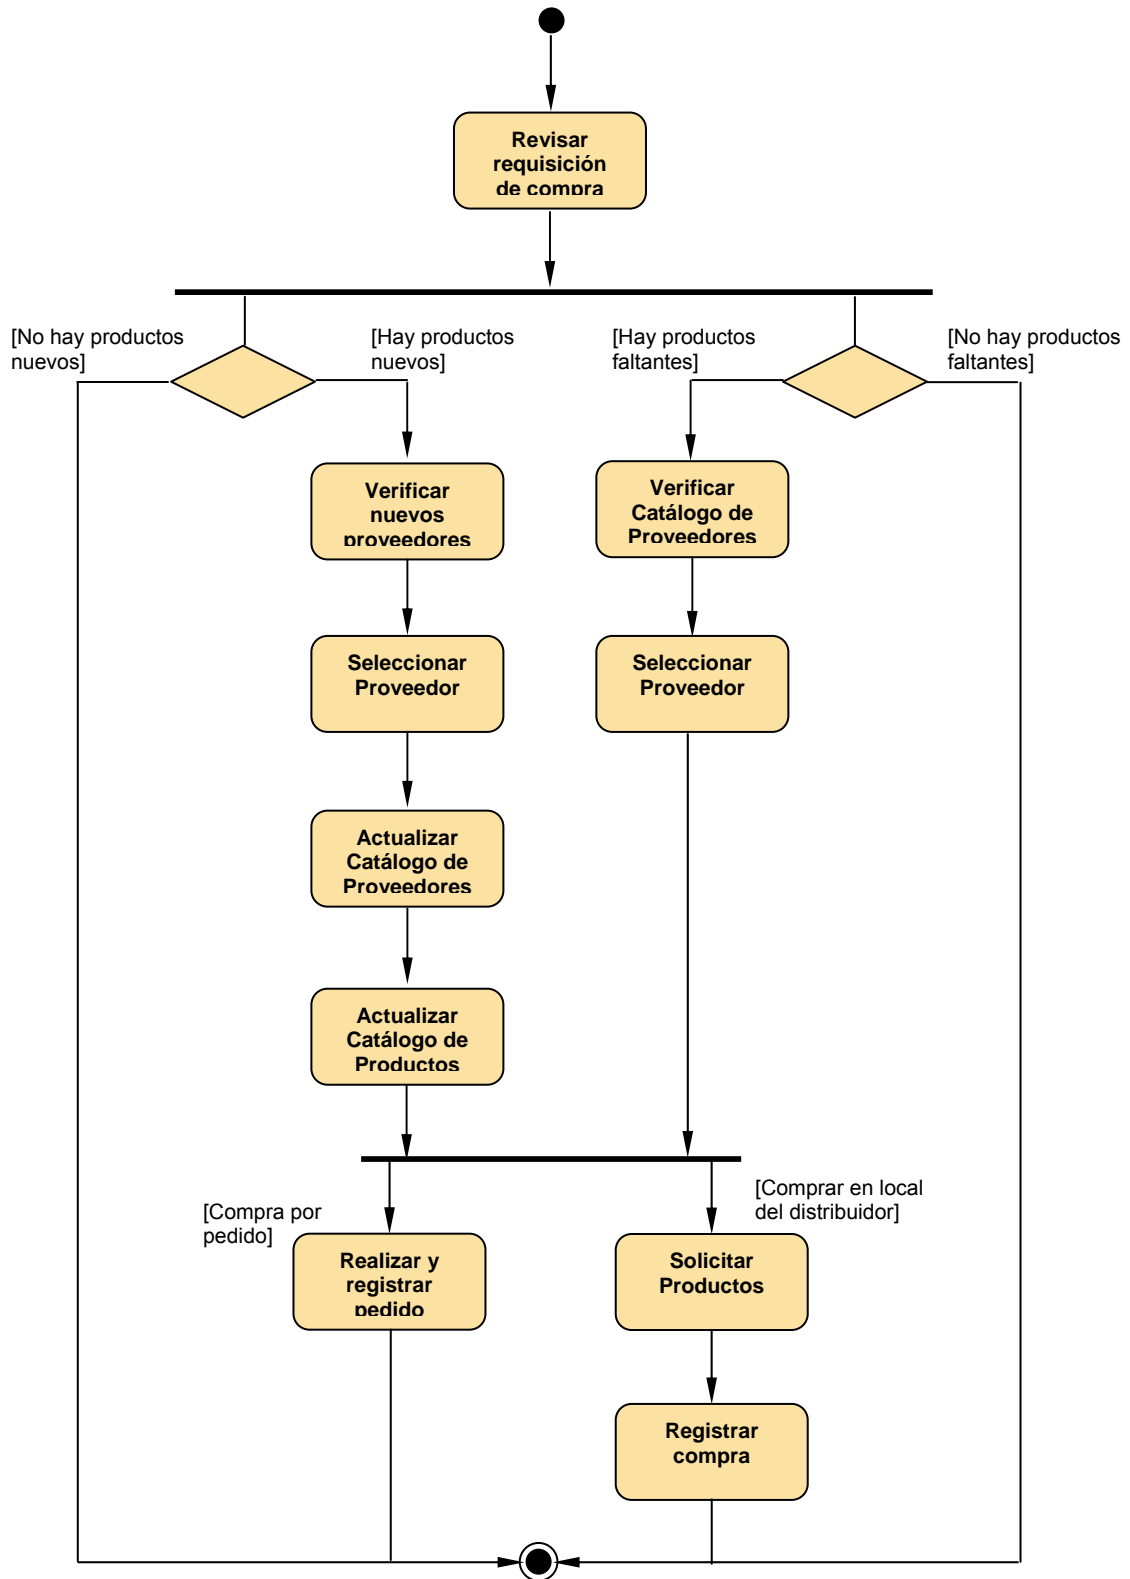 Revisar
requisición
de compra
[No hay productos
nuevos]
[Hay productos
nuevos]
[Hay productos
faltantes]
[No hay productos
faltantes]
Verificar
nuevos
proveedores
Verificar
Catálogo de
Proveedores
Seleccionar
Proveedor
Seleccionar
Proveedor
Actualizar
Catálogo de
Proveedores
Actualizar
Catálogo de
Productos
[Compra por
pedido]
[Comprar en local
del distribuidor]
Realizar y
registrar
pedido
Solicitar
Productos
Registrar
compra